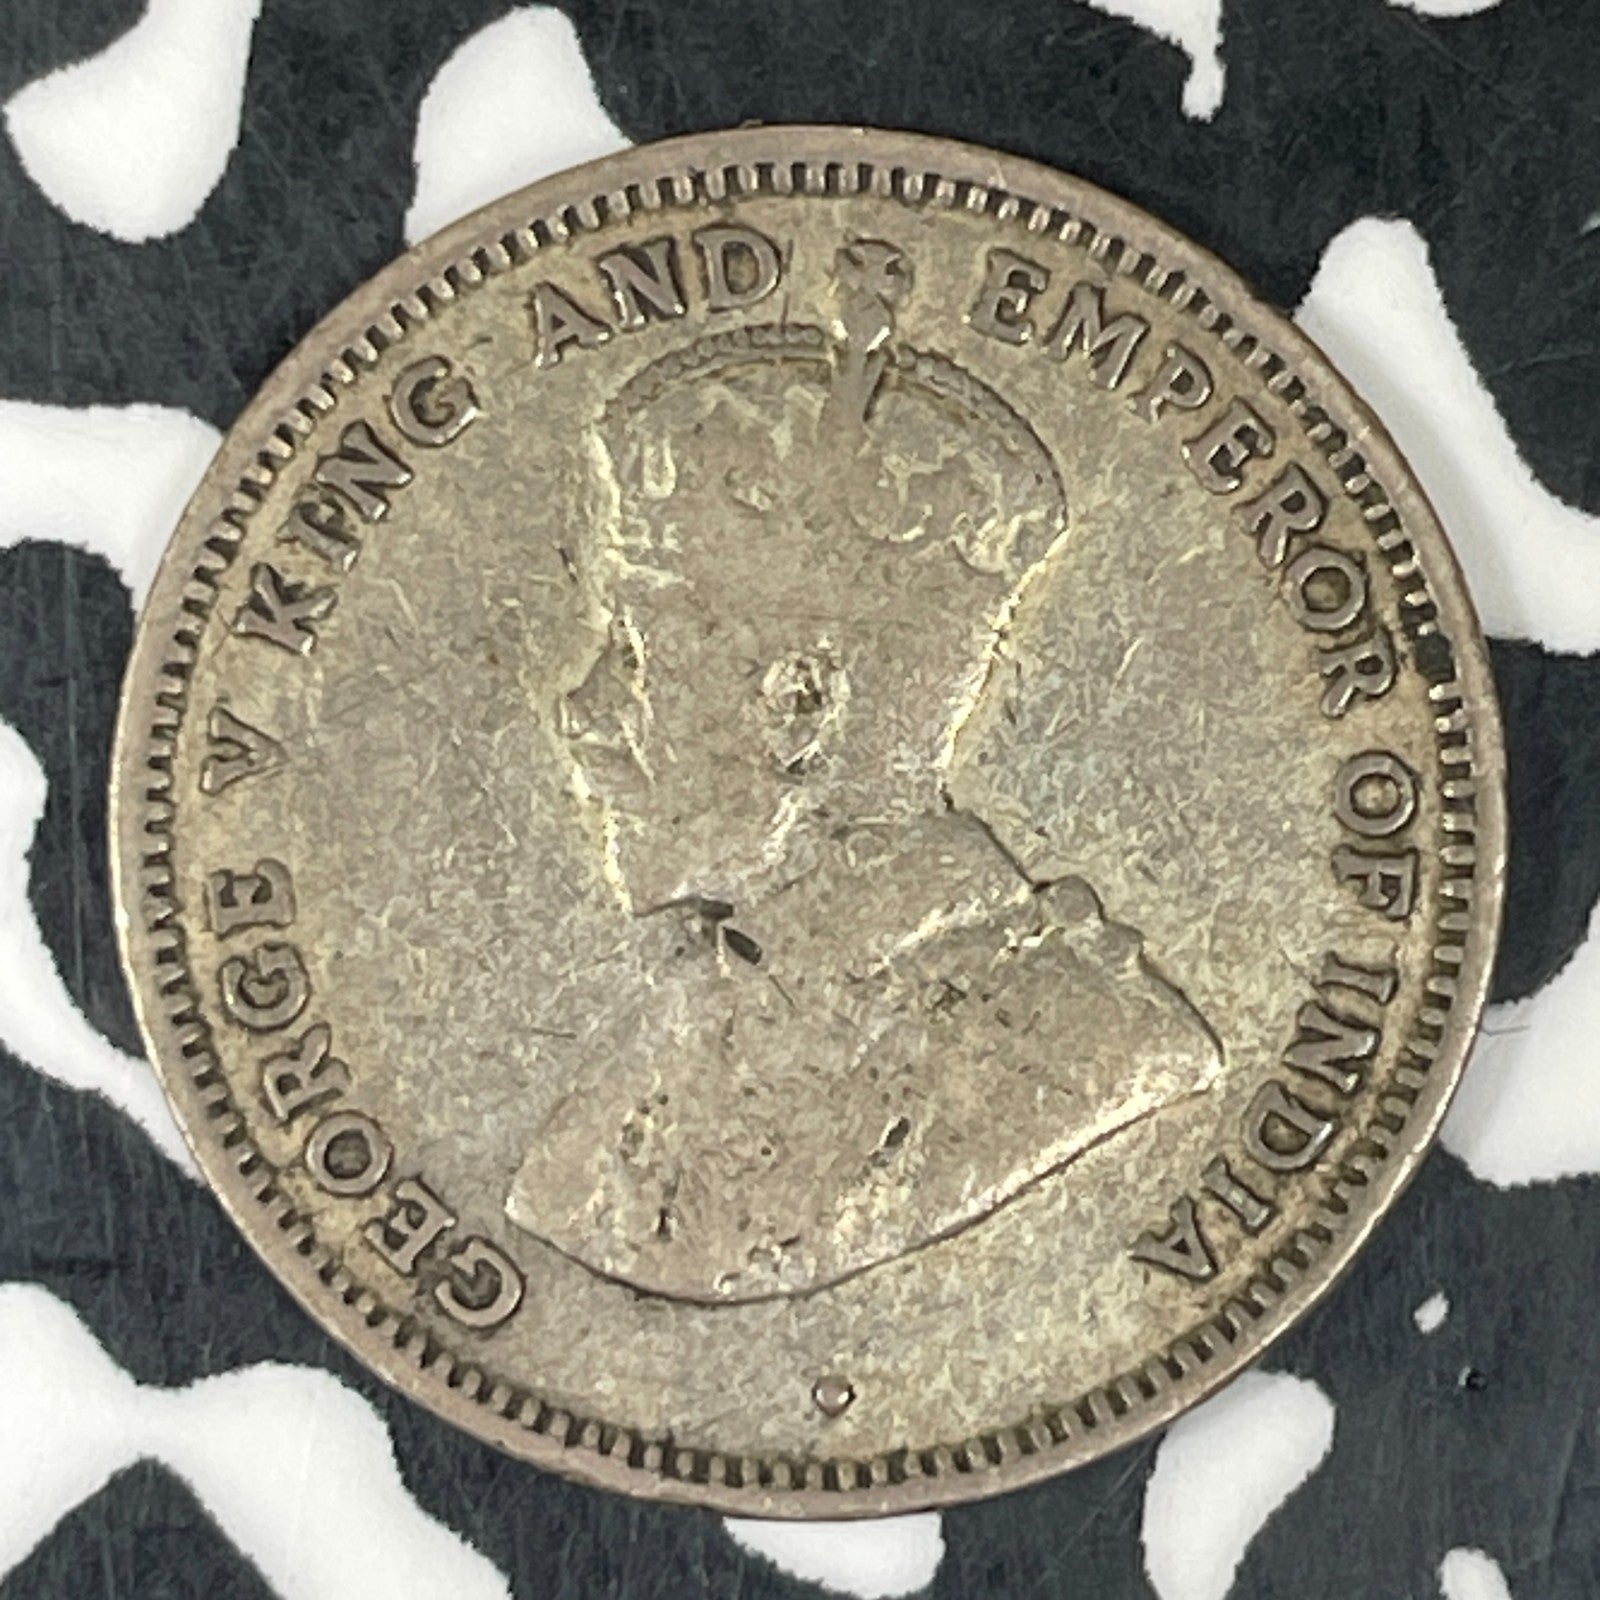 GEORGE V KING AND EMPEROR OF INDIA